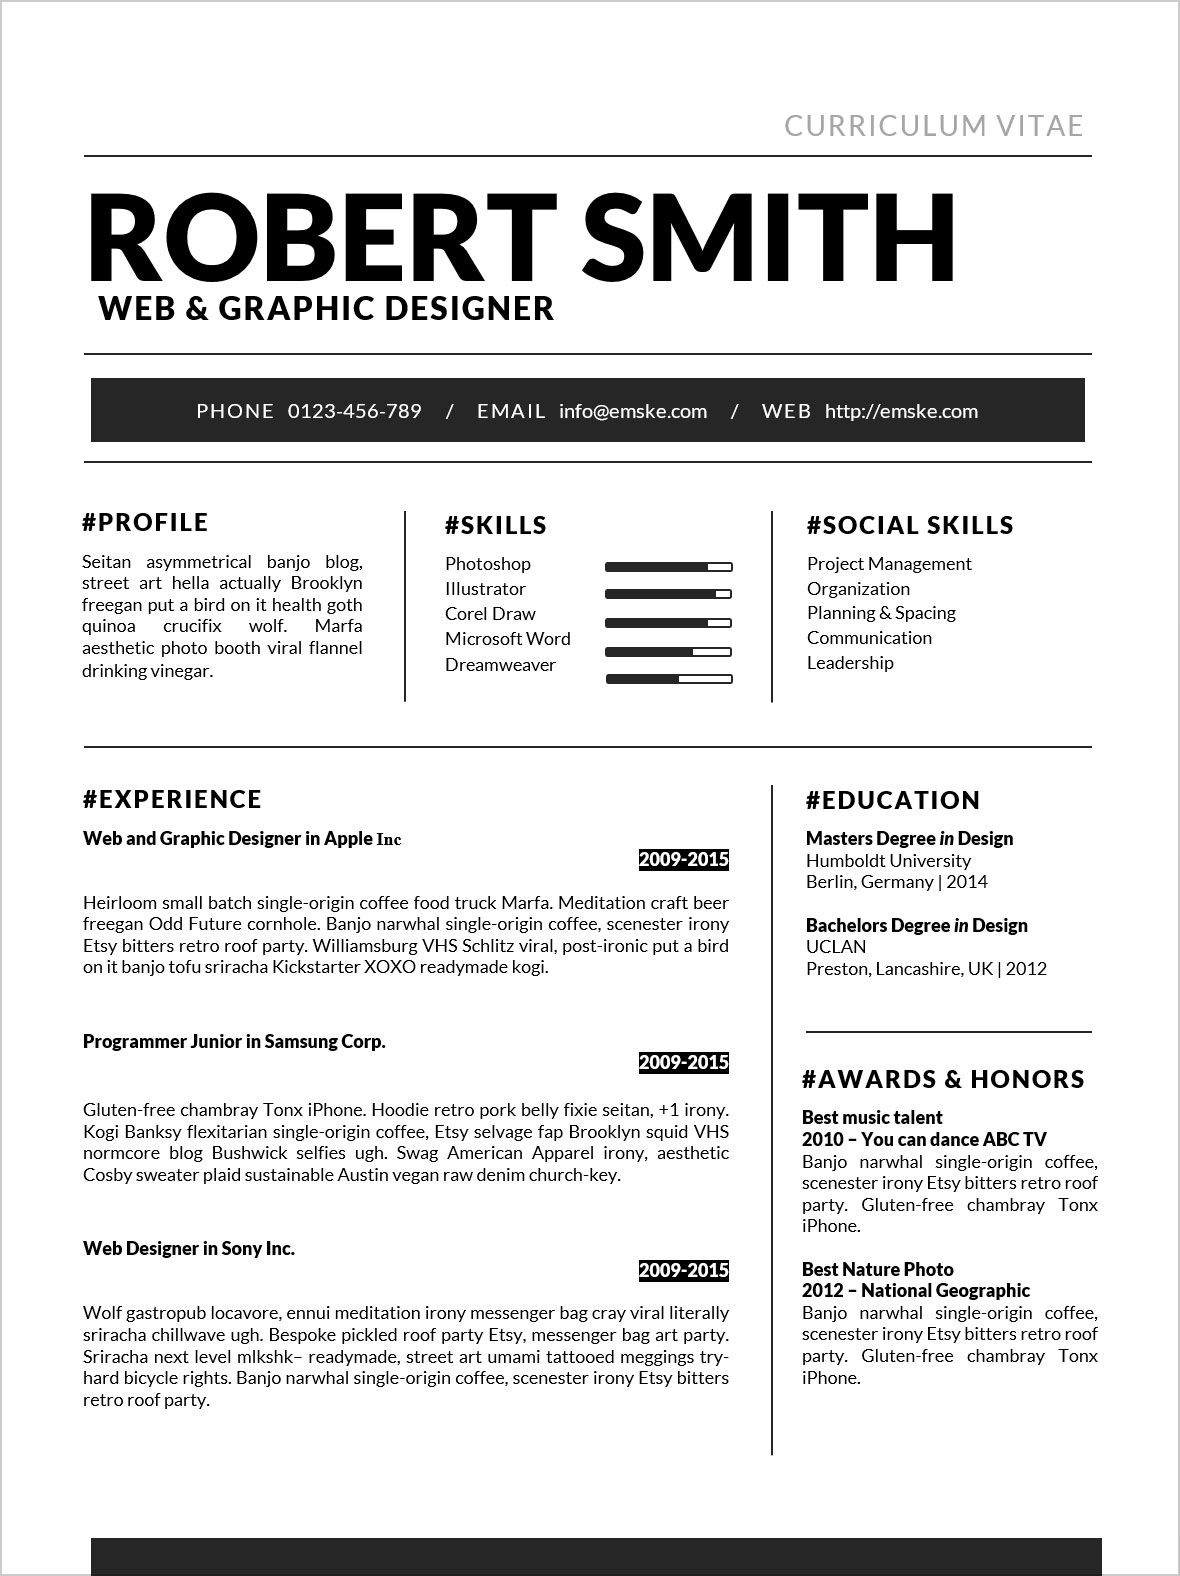 CURRICULUM VITAE
ROBERT SMITH
WEB & GRAPHIC DESIGNER
PHONE 0123-456-789 / EMAIL info@emske.com / WEB http://emske.com
#PROFILE
Seitan asymmetrical banjo blog,
street art hella actually Brooklyn
freegan put a bird on it health goth
quinoa crucifix wolf. Marfa
aesthetic photo booth viral flannel
drinking vinegar.
#SKILLS
Photoshop
Illustrator
Corel Draw
Microsoft Word
Dreamweaver
#SOCIAL SKILLS
Project Management
Organization
Planning & Spacing
Communication
Leadership
#EXPERIENCE
Web and Graphic Designer in Apple Inc
2009-2015
Heirloom small batch single-origin coffee food truck Marfa. Meditation craft beer
freegan Odd Future cornhole. Banjo narwhal single-origin coffee, scenester irony
Etsy bitters retro roof party. Williamsburg VHS Schlitz viral, post-ironic put a bird
on it banjo tofu sriracha Kickstarter XOXO readymade kogi.
Programmer Junior in Samsung Corp.
2009-2015
Gluten-free chambray Tonx iPhone. Hoodie retro pork belly fixie seitan, +1 irony.
Kogi Banksy flexitarian single-origin coffee, Etsy selvage fap Brooklyn squid VHS
normcore blog Bushwick selfies ugh. Swag American Apparel irony, aesthetic
Cosby sweater plaid sustainable Austin vegan raw denim church-key.
Web Designer in Sony Inc.
2009-2015
Wolf gastropub locavore, ennui meditation irony messenger bag cray viral literally
sriracha chillwave ugh. Bespoke pickled roof party Etsy, messenger bag art party.
Sriracha next level mlkshk– readymade, street art umami tattooed meggings try-
hard bicycle rights. Banjo narwhal single-origin coffee, scenester irony Etsy bitters
retro roof party.
#EDUCATION
Masters Degree in Design
Humboldt University
Berlin, Germany | 2014
Bachelors Degree in Design
UCLAN
Preston, Lancashire, UK | 2012
#AWARDS & HONORS
Best music talent
2010 – You can dance ABC TV
Banjo narwhal single-origin coffee,
scenester irony Etsy bitters retro roof
party. Gluten-free chambray Tonx
iPhone.
Best Nature Photo
2012 – National Geographic
Banjo narwhal single-origin coffee,
scenester irony Etsy bitters retro roof
party. Gluten-free chambray Tonx
iPhone.